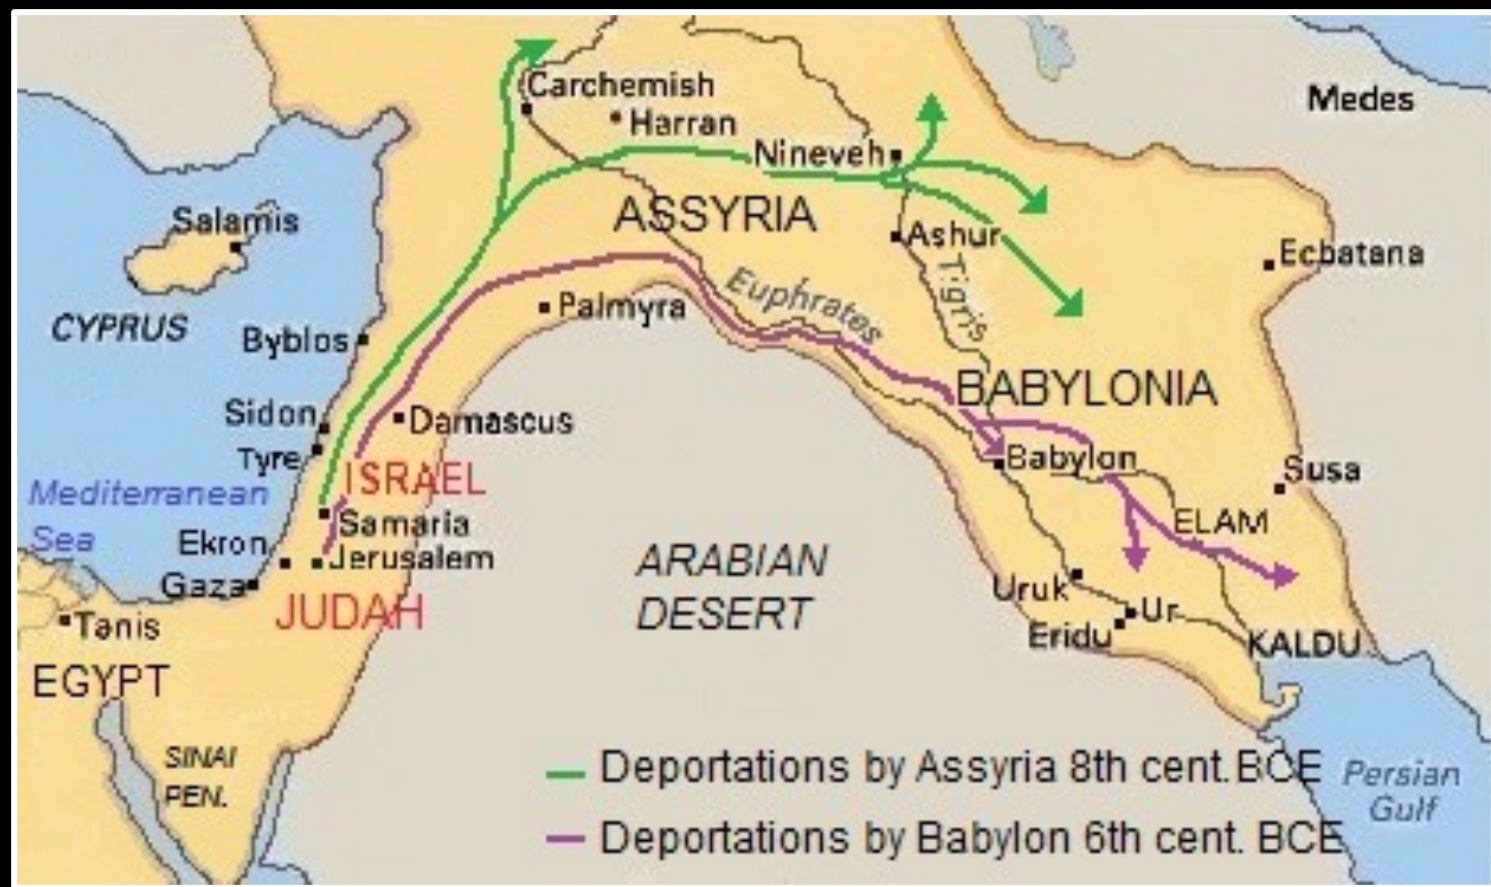 Carchemish
Harran
Medes
Nineveh
ASSYRIA
Salamis
Ashur
Ecbatana
Tigris
Euphrates
Palmyra
CYPRUS
Byblos
BABYLONIA
Sidon
Damascus
Tyre
Babylon
Susa
ISRAEL
Mediterranean
Sea
Samaria
ELAM
Ekron
Jerusalem
ARABIAN
DESERT
Gaza
Uruk
JUDAH
Ur
Tanis
Eridu
KALDU
EGYPT
SINAI
PEN.
Deportations by Assyria 8th cent. BCE
Persian
Gulf
Deportations by Babylon 6th cent. BCE